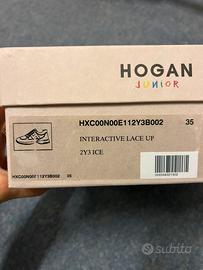 HOGAN
JUNIOR
HXC00N00E112Y3B002 35
INTERACTIVE LACE UP
2Y3 ICE
HXC00N00E112Y3B002 35
subito